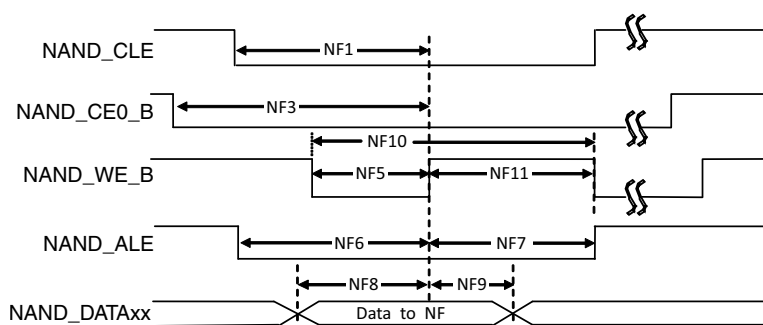 NAND_CLE
NF1
NAND_CE0_B
NF3
NF10
NAND_WE_B
NF5
NF11
NAND_ALE
NF6
NF7
NF8
NF9
NAND_DATAxx
Data to NF